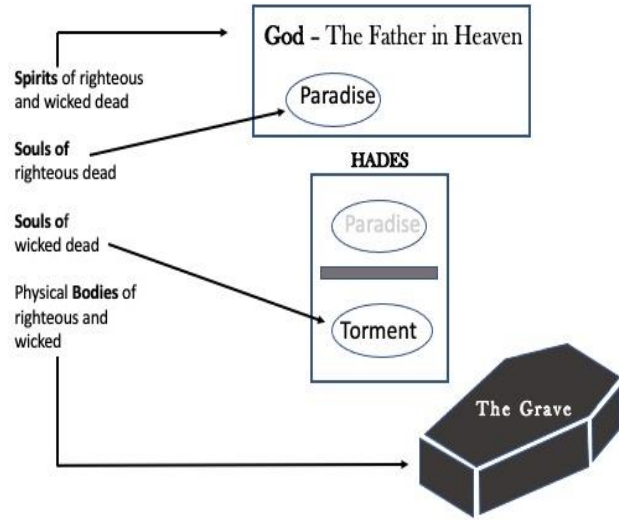 God – The Father in Heaven
Spirits of righteous
and wicked dead
Paradise
Souls of
righteous dead
HADES
Souls of
wicked dead
Paradise
Physical Bodies of
righteous and
wicked
Torment
The Grave